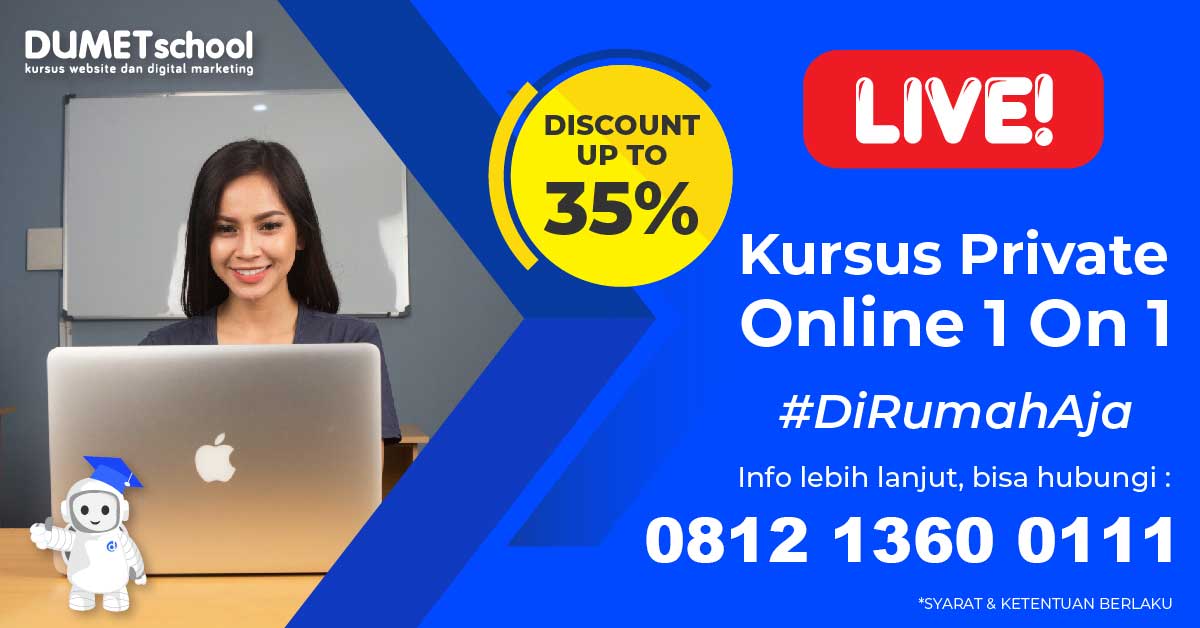 DUMETschool
kursus website dan digital marketing
DISCOUNT
UP TO
35%
LIVE!
Kursus Private
Online 1 On 1
#DiRumahAja
Info lebih lanjut, bisa hubungi :
0812 1360 0111
*SYARAT & KETENTUAN BERLAKU